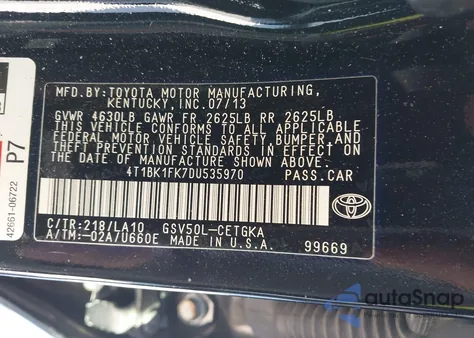 MFD. BY: TOYOTA MOTOR MANUFACTURING,
KENTUCKY, INC. 07/13
GVWR 4630LB GAWR FR 2625LB RR 2625LB
THIS VEHICLE CONFORMS TO ALL APPLICABLE
FEDERAL MOTOR VEHICLE SAFETY, BUMPER, AND
THEFT PREVENTION STANDARDS IN EFFECT ON
THE DATE OF MANUFACTURE SHOWN ABOVE.
4T1BK1FK7DU535970 PASS.CAR
C/TR:218/LA10 GSV50L-CETGKA
A/TM:-02A/U660E MADE IN U.S.A. 99669
P7
42661-06722
TOYOTA
autoSnap